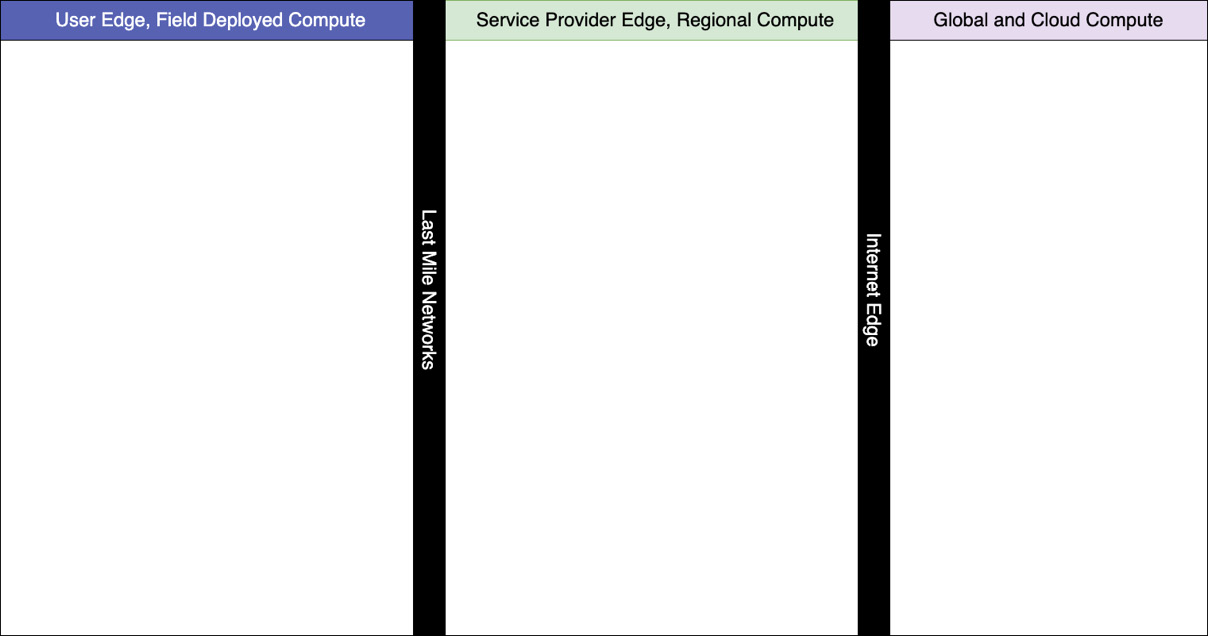 User Edge, Field Deployed Compute
Last Mile Networks
Service Provider Edge, Regional Compute
Internet Edge
Global and Cloud Compute